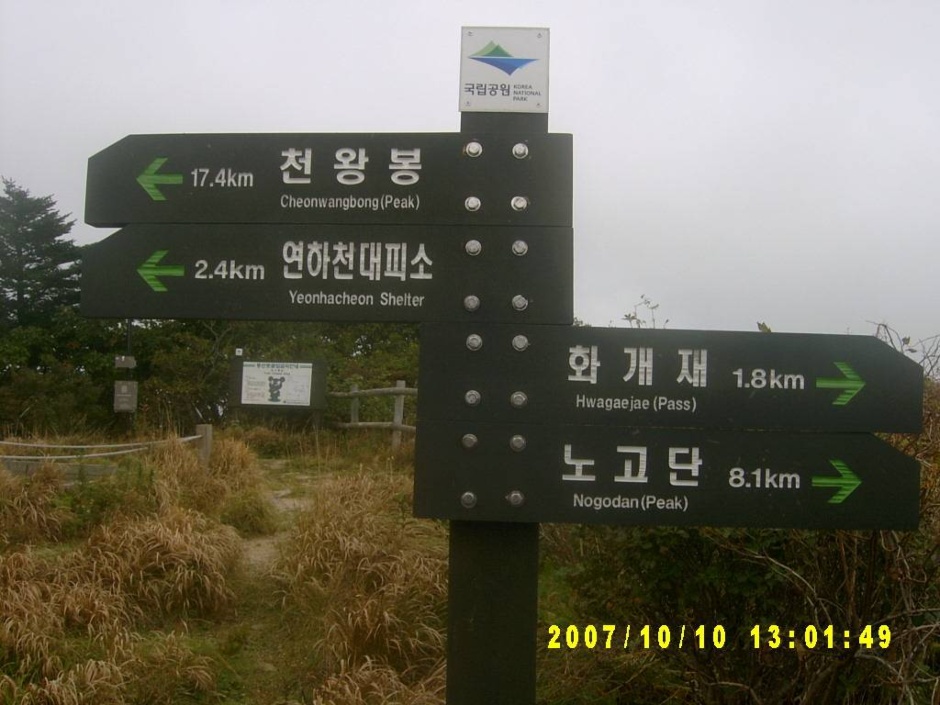 국립공원 KOREA
NATIONAL
PARK
17.4km 천왕봉
Cheonwangbong(Peak)
2.4km 연하천대피소
Yeonhacheon Shelter
화개재 1.8km
Hwagaejae (Pass)
노고단 8.1km
Nogodan(Peak)
2007/10/10 13:01:49